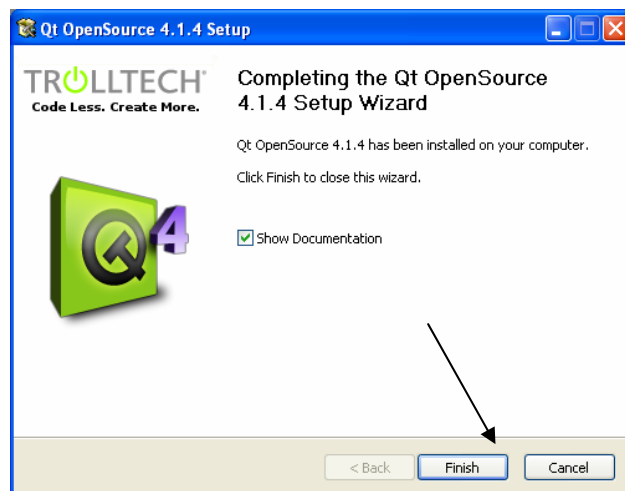 Qt OpenSource 4.1.4 Setup
TROLLTECH®
Code Less. Create More.
Completing the Qt OpenSource
4.1.4 Setup Wizard
Qt OpenSource 4.1.4 has been installed on your computer.
Click Finish to close this wizard.
Show Documentation
4
< Back
Finish
Cancel